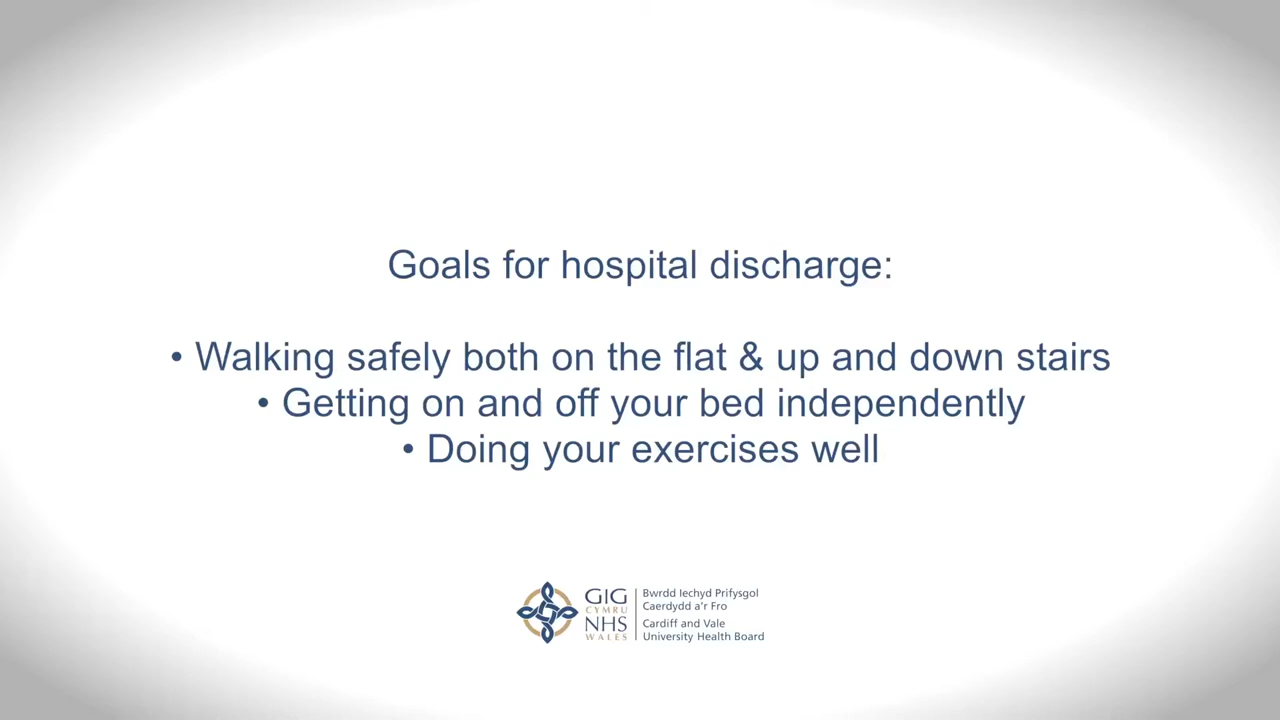 Goals for hospital discharge:
• Walking safely both on the flat & up and down stairs
• Getting on and off your bed independently
• Doing your exercises well
GIG
CYMRU
NHS
WALES
Bwrdd Iechyd Prifysgol
Caerdydd a'r Fro
Cardiff and Vale
University Health Board